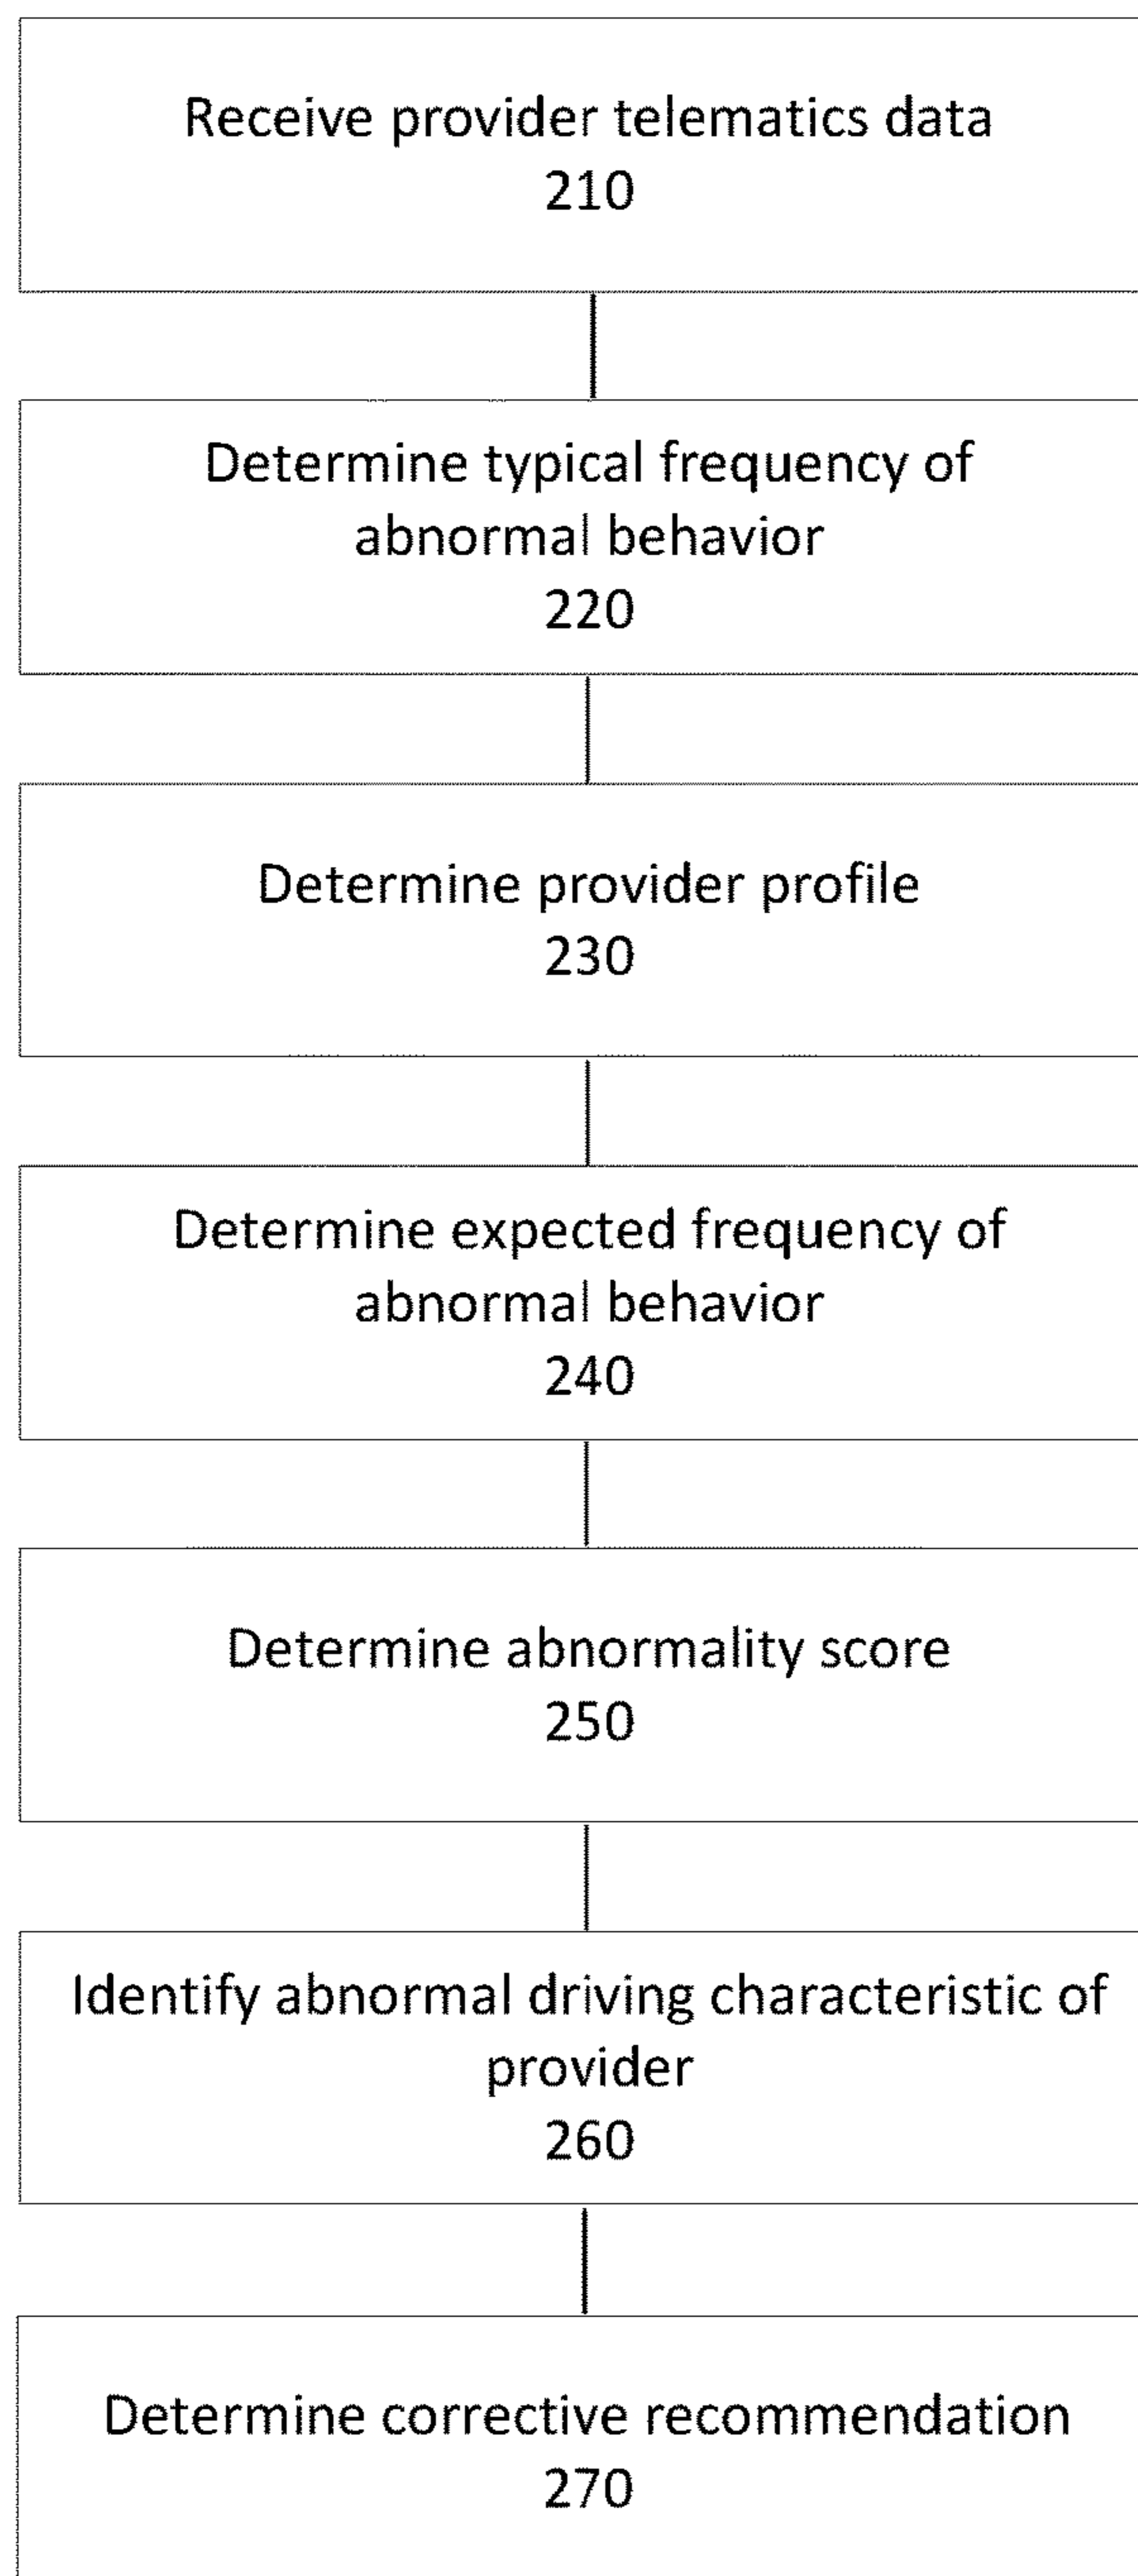 Receive provider telematics data
210
Determine typical frequency of
abnormal behavior
220
Determine provider profile
230
Determine expected frequency of
abnormal behavior
240
Determine abnormality score
250
Identify abnormal driving characteristic of
provider
260
Determine corrective recommendation
270